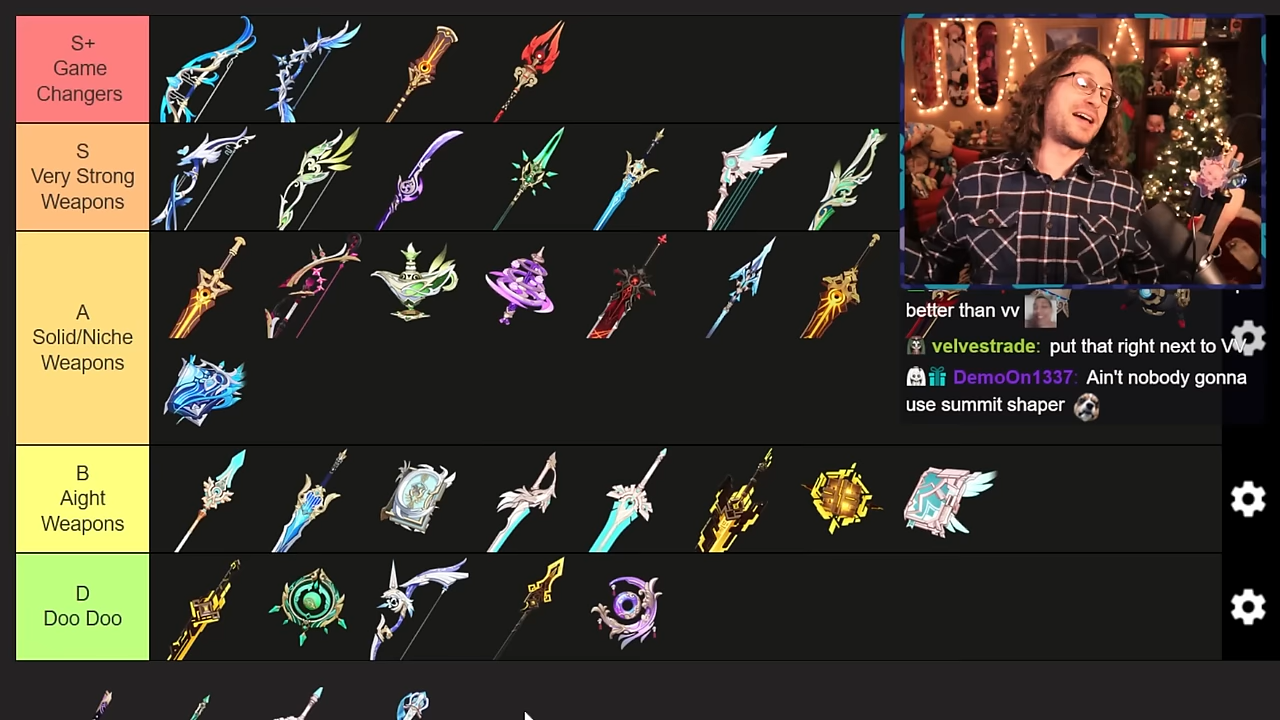 S+
Game
Changers
S
Very Strong
Weapons
A
Solid/Niche
Weapons
B
Aight
Weapons
D
Doo Doo
better than vv
velvestrade: put that right next to VV
DemoOn1337: Ain't nobody gonna
use summit shaper